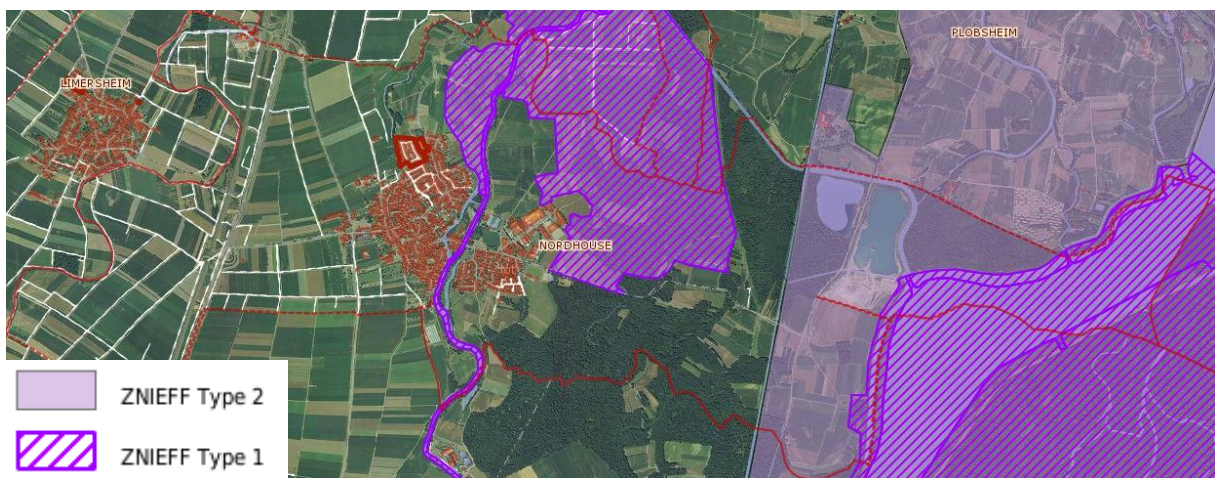 PLOBSHEIM
LIMERSHEIM
NORDHOUSE
ZNIEFF Type 2
ZNIEFF Type 1